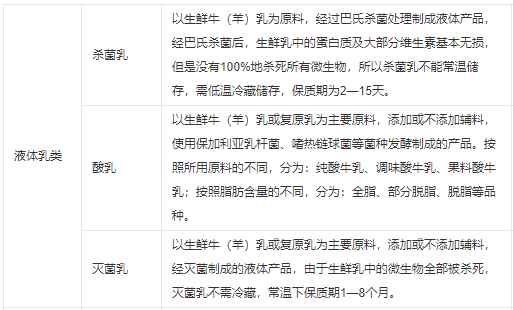 液体乳类
杀菌乳
以生鲜牛（羊）乳为原料，经过巴氏杀菌处理制成液体产品，
经巴氏杀菌后，生鲜乳中的蛋白质及大部分维生素基本无损，
但是没有100%地杀死所有微生物，所以杀菌乳不能常温储
存，需低温冷藏储存，保质期为2—15天。
酸乳
以生鲜牛（羊）乳或复原乳为主要原料，添加或不添加辅料，
使用保加利亚乳杆菌、嗜热链球菌等菌种发酵制成的产品。按
照所用原料的不同，分为：纯酸牛乳、调味酸牛乳、果料酸牛
乳；按照脂肪含量的不同，分为：全脂、部分脱脂、脱脂等品
种。
灭菌乳
以生鲜牛（羊）乳或复原乳为主要原料，添加或不添加辅料，
经灭菌制成的液体产品，由于生鲜乳中的微生物全部被杀死，
灭菌乳不需冷藏，常温下保质期1—8个月。